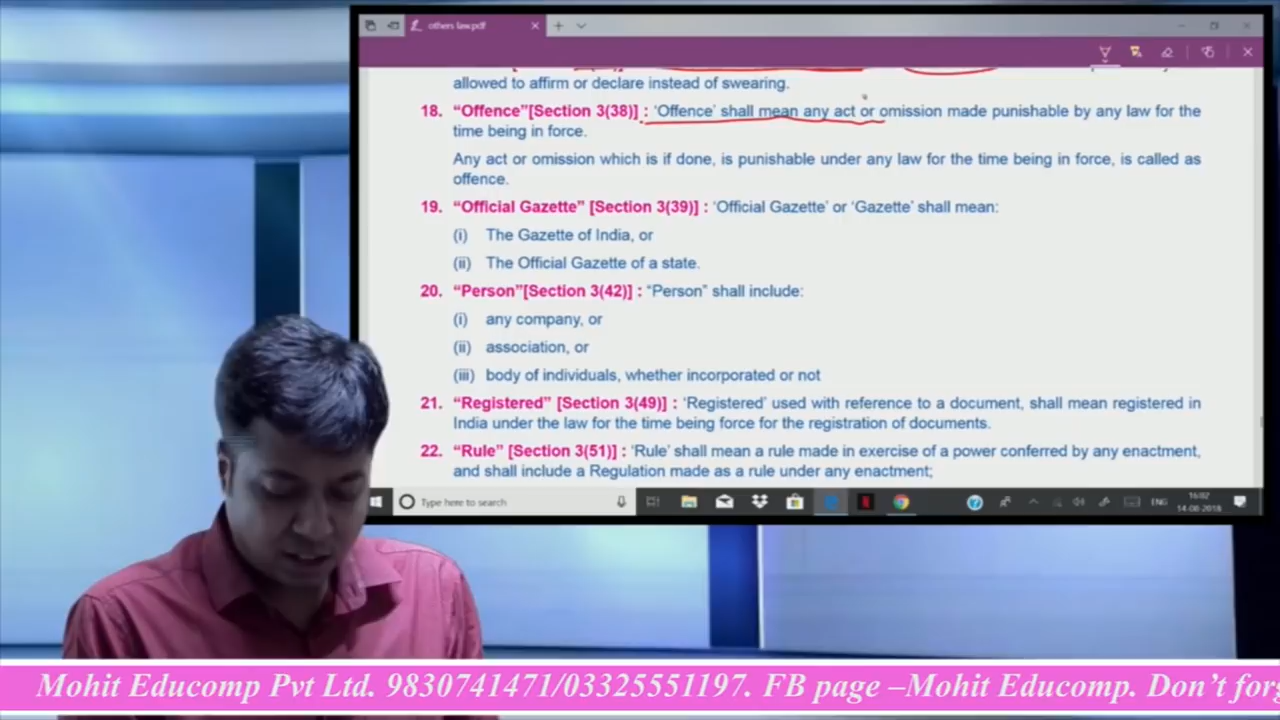 others law.pdf
allowed to affirm or declare instead of swearing.
18. “Offence”[Section 3(38)] : ‘Offence’ shall mean any act or omission made punishable by any law for the
time being in force.
Any act or omission which is if done, is punishable under any law for the time being in force, is called as
offence.
19. “Official Gazette” [Section 3(39)] : ‘Official Gazette’ or ‘Gazette’ shall mean:
(i) The Gazette of India, or
(ii) The Official Gazette of a state.
20. “Person”[Section 3(42)] : “Person” shall include:
(i) any company, or
(ii) association, or
(iii) body of individuals, whether incorporated or not
21. “Registered” [Section 3(49)] : ‘Registered’ used with reference to a document, shall mean registered in
India under the law for the time being force for the registration of documents.
22. “Rule” [Section 3(51)] : ‘Rule’ shall mean a rule made in exercise of a power conferred by any enactment,
and shall include a Regulation made as a rule under any enactment;
Type here to search
ENG
16:02
14-08-2018
Mohit Educomp Pvt Ltd. 9830741471/03325551197. FB page –Mohit Educomp. Don’t forg